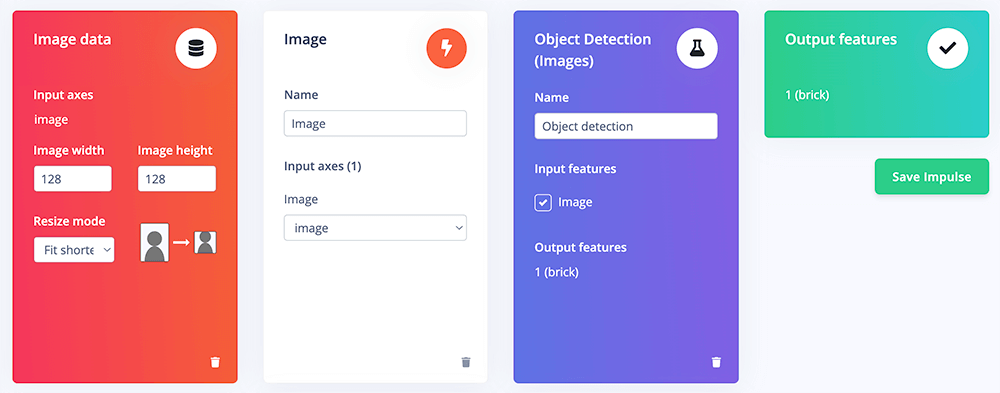 Image data
Input axes
image
Image width
Image height
128
128
Resize mode
Fit shorte
Image
Name
Image
Input axes (1)
Image
image
Object Detection
(Images)
Name
Object detection
Input features
Image
Output features
1 (brick)
Output features
1 (brick)
Save Impulse